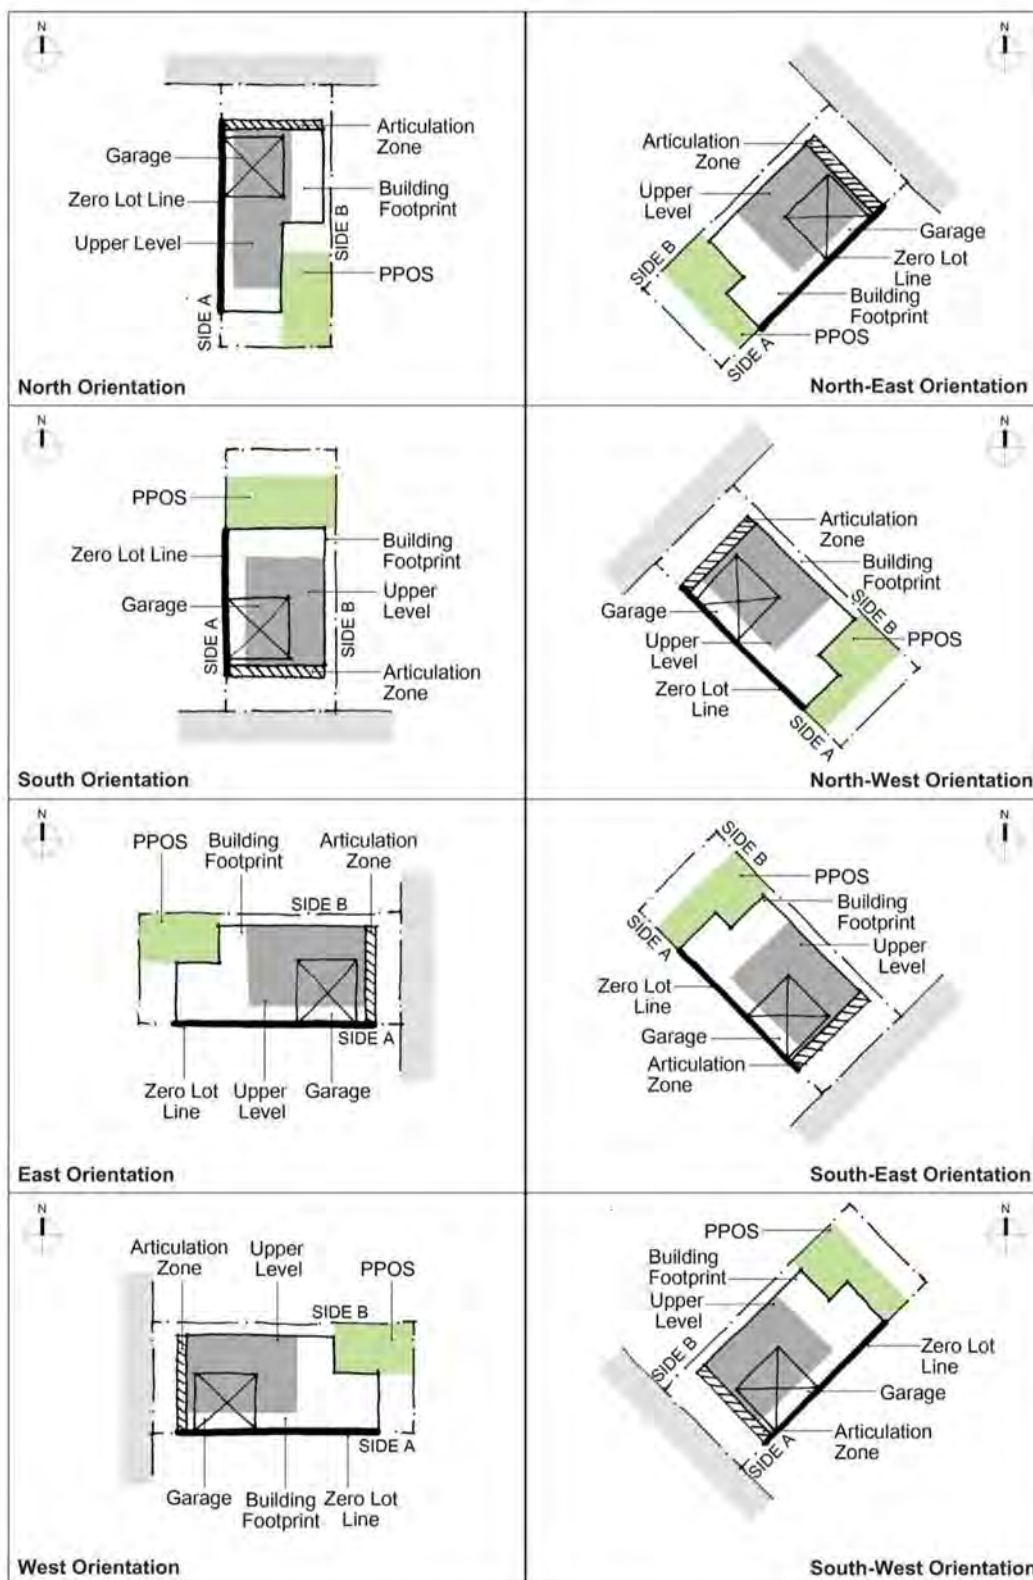 N
Articulation
Zone
Garage
Zero Lot Line
Building
Footprint
Upper Level
SIDE B
PPOS
SIDE A
North Orientation
N
Articulation
Zone
Upper
Level
Garage
SIDE B
Zero Lot
Line
Building
Footprint
PPOS
SIDE A
North-East Orientation
N
PPOS
Zero Lot Line
Building
Footprint
Garage
Upper
Level
SIDE A
SIDE B
Articulation
Zone
South Orientation
N
Articulation
Zone
Building
Footprint
Garage
SIDE B
Upper
Level
PPOS
Zero Lot
Line
SIDE A
North-West Orientation
N
PPOS
Building
Footprint
Articulation
Zone
SIDE B
SIDE A
Zero Lot
Line
Upper
Level
Garage
East Orientation
N
SIDE B
PPOS
Building
Footprint
SIDE A
Upper
Level
Zero Lot
Line
Garage
Articulation
Zone
South-East Orientation
N
Articulation
Zone
Upper
Level
PPOS
SIDE B
SIDE A
Garage
Building
Footprint
Zero Lot
Line
West Orientation
N
PPOS
Building
Footprint
Upper
Level
SIDE B
Zero Lot
Line
Garage
SIDE A
Articulation
Zone
South-West Orientation